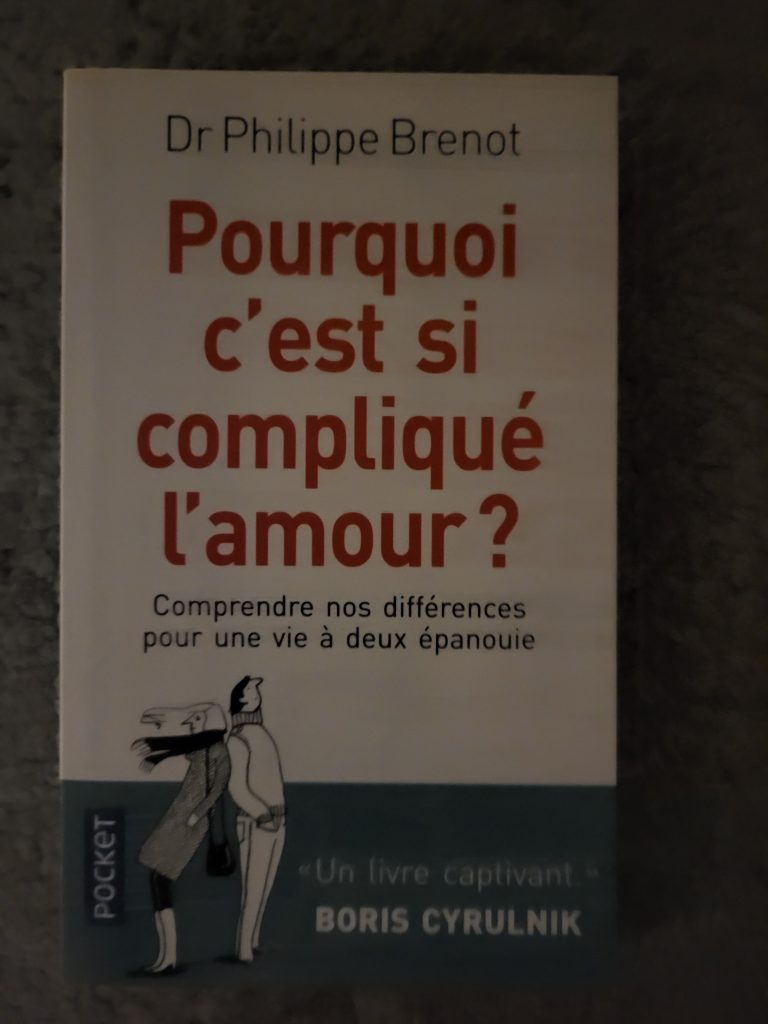 Dr Philippe Brenot
Pourquoi
c'est si
compliqué
l'amour ?
Comprendre nos différences
pour une vie à deux épanouie
POCKET
«Un livre captivant.»
BORIS CYRULNIK